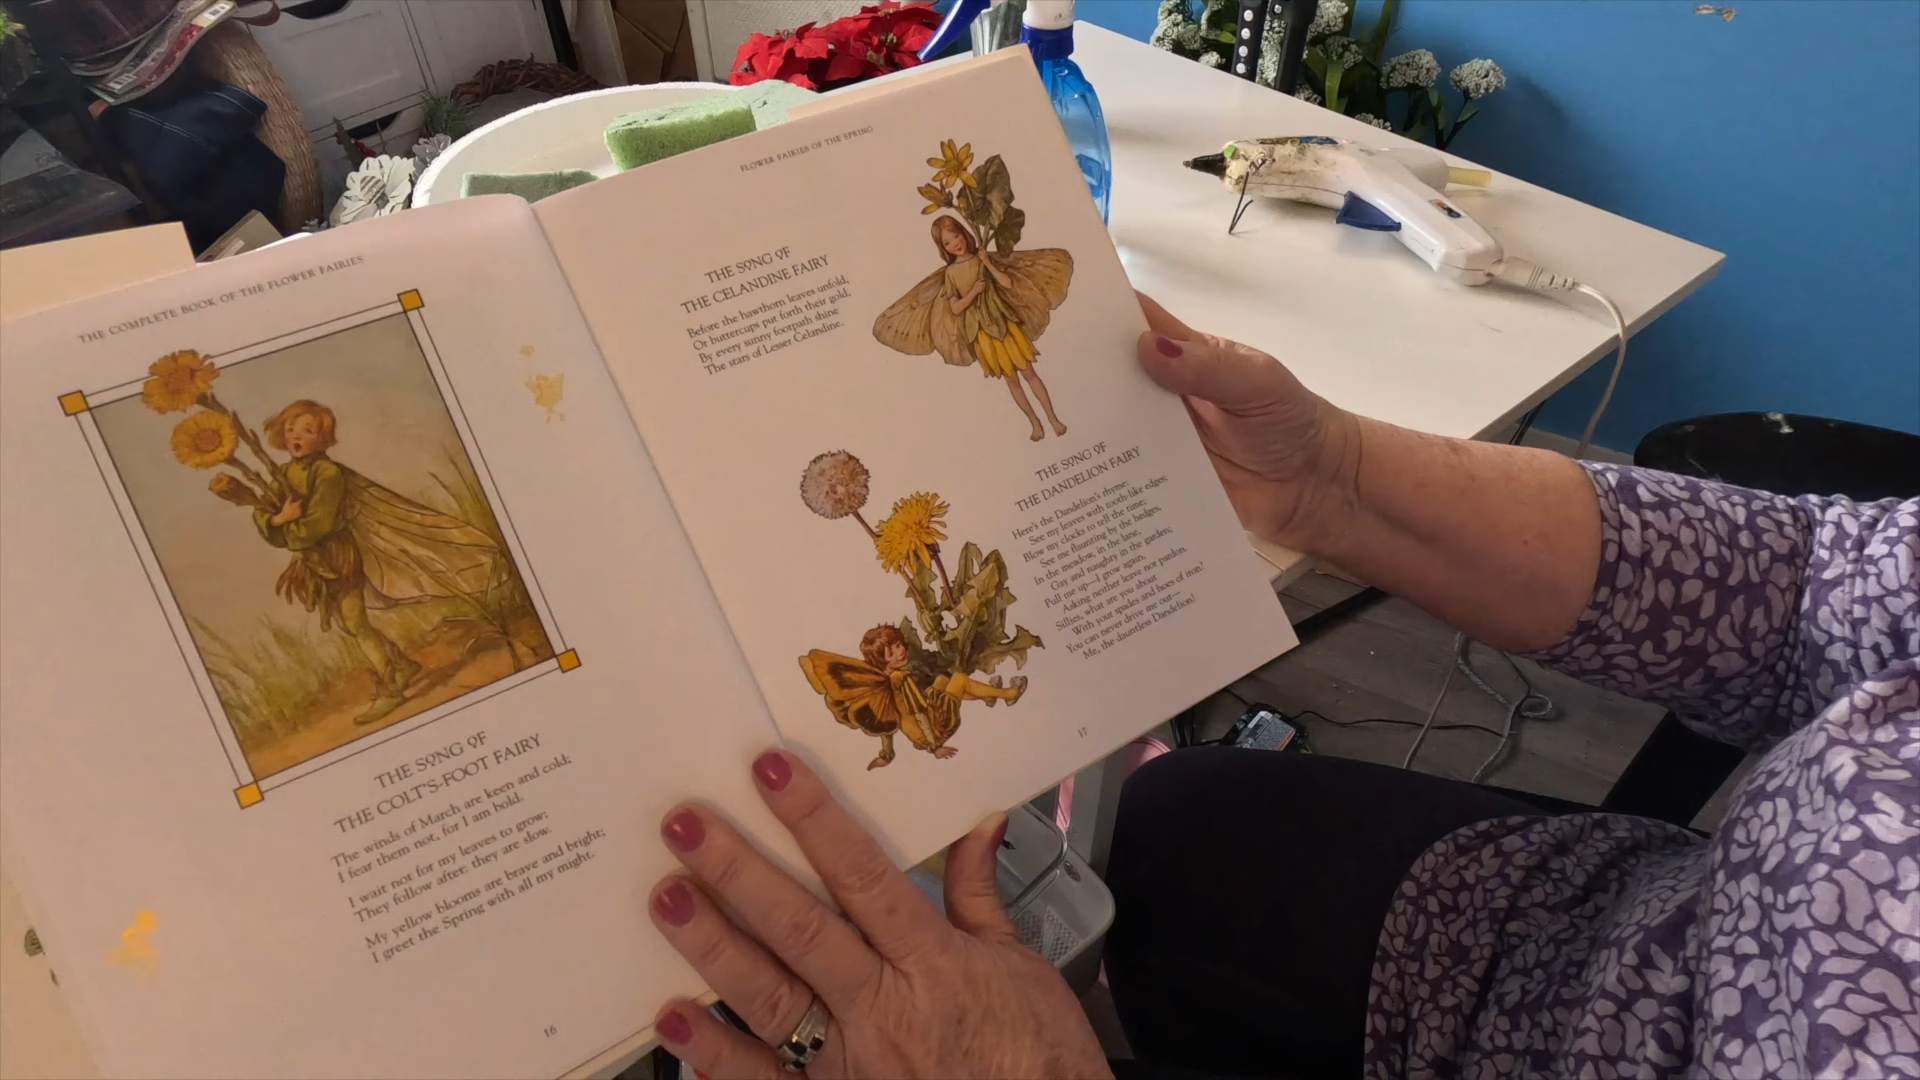 THE COMPLETE BOOK OF THE FLOWER FAIRIES
THE SONG OF
THE COLT'S-FOOT FAIRY
The winds of March are keen and cold;
I fear them not, for I am bold.
I wait not for my leaves to grow;
They follow after: they are slow.
My yellow blooms are brave and bright;
I greet the Spring with all my might.
16
FLOWER FAIRIES OF THE SPRING
THE SONG OF
THE CELANDINE FAIRY
Before the hawthorn leaves unfold,
Or buttercups put forth their gold,
By every sunny footpath shine
The stars of Lesser Celandine.
THE SONG OF
THE DANDELION FAIRY
Here's the Dandelion's rhyme:
See my leaves with tooth-like edges;
Blow my clocks to tell the time;
See me flaunting by the hedges,
In the meadow, in the lane,
Gay and naughty in the garden;
Pull me up—I grow again,
Asking neither leave nor pardon.
Sillies, what are you about
With your spades and hoes of iron?
You can never drive me out—
Me, the dauntless Dandelion!
17